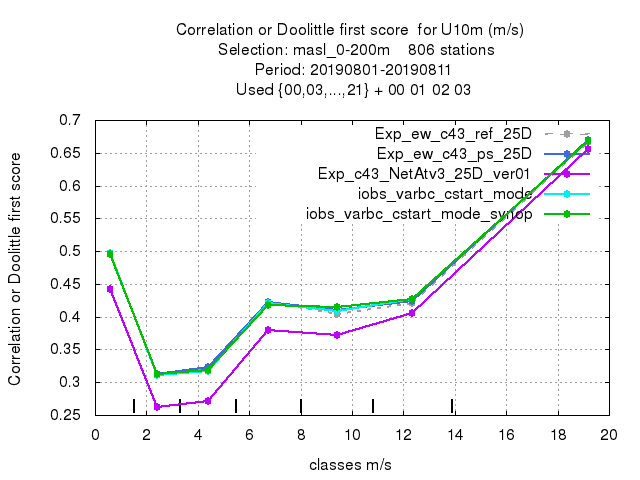 Correlation or Doolittle first score  for U10m (m/s)
Selection: masl_0-200m    806 stations
Period: 20190801-20190811
Used {00,03,...,21} + 00 01 02 03
Correlation or Doolittle first score
0.7
0.65
0.6
0.55
0.5
0.45
0.4
0.35
0.3
0.25
Exp_ew_c43_ref_25D
Exp_ew_c43_ps_25D
Exp_c43_NetAtv3_25D_ver01
iobs_varbc_cstart_mode
iobs_varbc_cstart_mode_synop
0 2 4 6 8 10 12 14 16 18 20
classes m/s